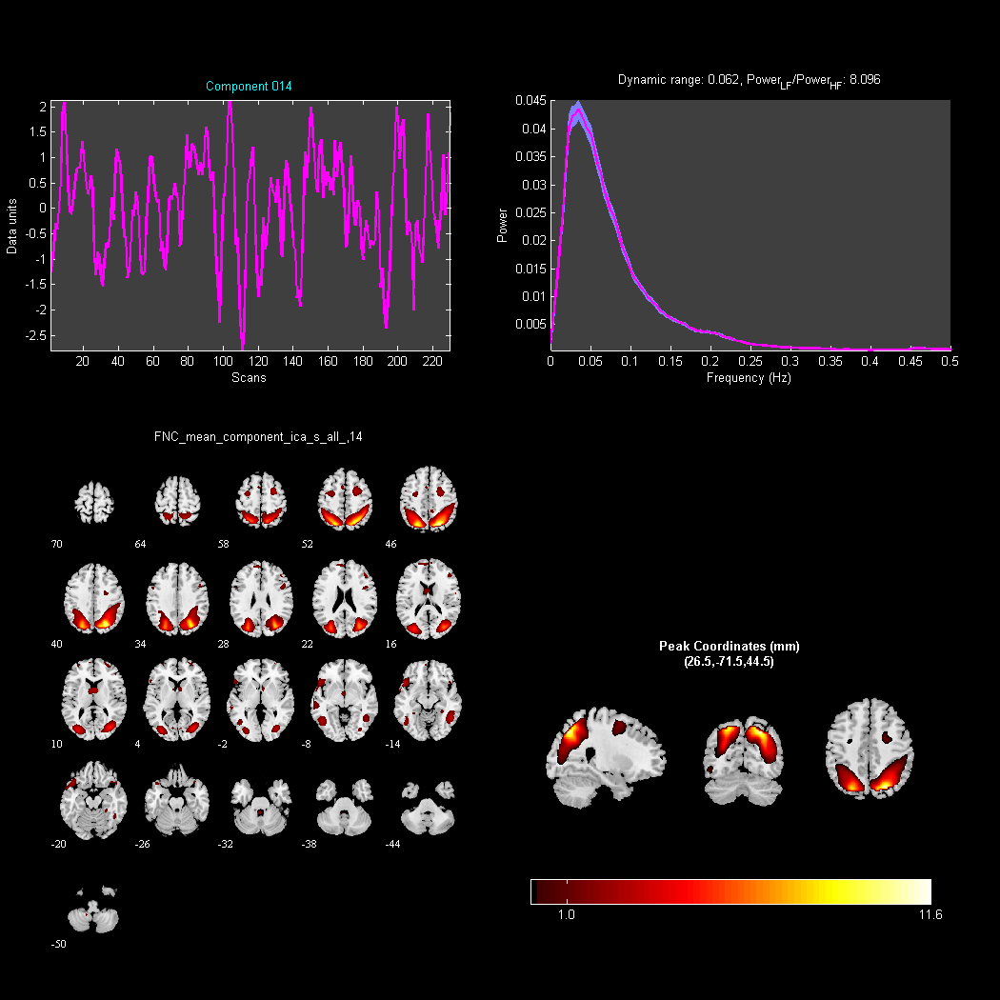 Component 014
2
1.5
1
0.5
0
-0.5
-1
-1.5
-2
-2.5
Data units
20 40 60 80 100 120 140 160 180 200 220
Scans
Dynamic range: 0.062, PowerLF/PowerHF: 8.096
0.045
0.04
0.035
0.03
0.025
0.02
0.015
0.01
0.005
Power
0 0.05 0.1 0.15 0.2 0.25 0.3 0.35 0.4 0.45 0.5
Frequency (Hz)
FNC_mean_component_ica_s_all_,14
70 64 58 52 46
40 34 28 22 16
10 4 -2 -8 -14
-20 -26 -32 -38 -44
-50
Peak Coordinates (mm)
(26.5,-71.5,44.5)
1.0 11.6